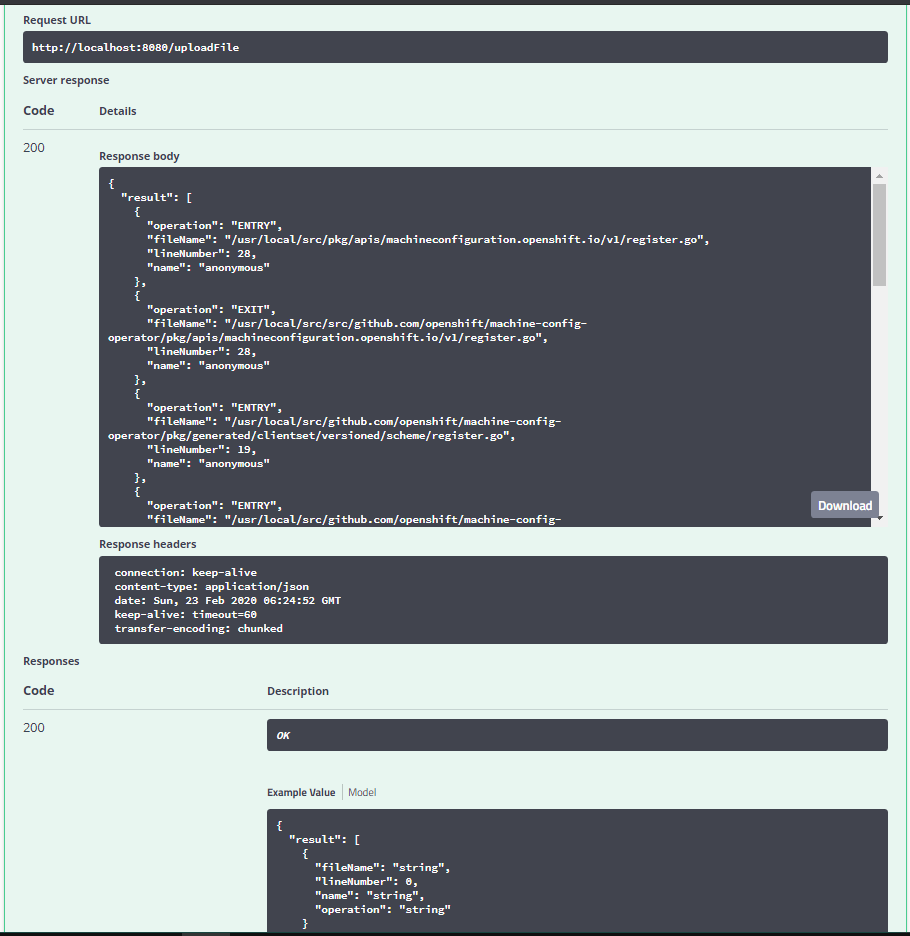 Request URL
http://localhost:8080/uploadFile
Server response
Code Details
200
Response body
{
"result": [
{
"operation": "ENTRY",
"fileName": "/usr/local/src/pkg/apis/machineconfiguration.openshift.io/v1/register.go",
"lineNumber": 28,
"name": "anonymous"
},
{
"operation": "EXIT",
"fileName": "/usr/local/src/src/github.com/openshift/machine-config-
operator/pkg/apis/machineconfiguration.openshift.io/v1/register.go",
"lineNumber": 28,
"name": "anonymous"
},
{
"operation": "ENTRY",
"fileName": "/usr/local/src/github.com/openshift/machine-config-
operator/pkg/generated/clientset/versioned/scheme/register.go",
"lineNumber": 19,
"name": "anonymous"
},
{
"operation": "ENTRY",
"fileName": "/usr/local/src/github.com/openshift/machine-config-
Download
Response headers
connection: keep-alive
content-type: application/json
date: Sun, 23 Feb 2020 06:24:52 GMT
keep-alive: timeout=60
transfer-encoding: chunked
Responses
Code Description
200
OK
Example Value | Model
{
"result": [
{
"fileName": "string",
"lineNumber": 0,
"name": "string",
"operation": "string"
}